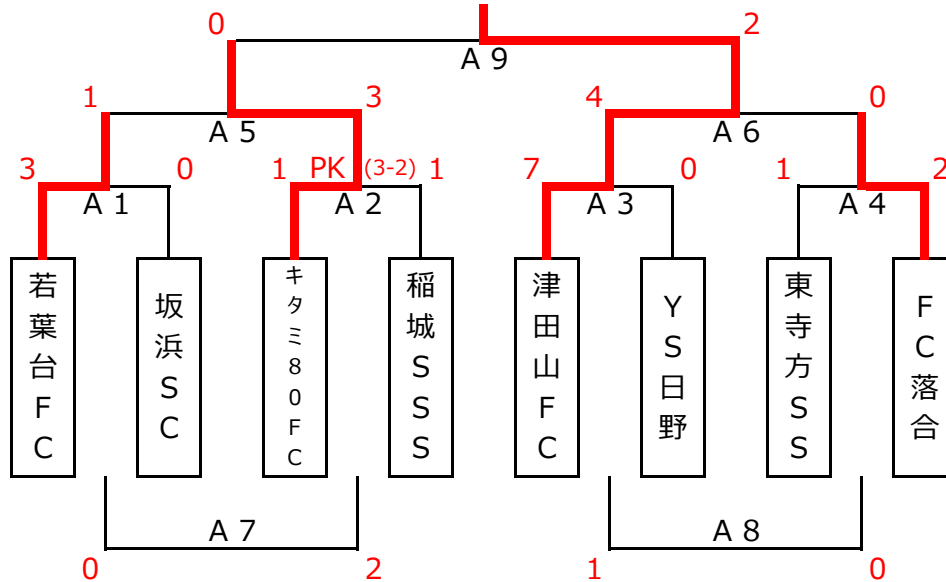 0 2
A 9
1 3 4 0
A 5 A 6
3 0 1 PK (3-2) 1 7 0 1 2
A 1 A 2 A 3 A 4
若葉台FC
坂浜SC
キタミ80FC
稲城SSS
津田山FC
YS日野
東寺方SS
FC落合
A 7 A 8
0 2 1 0